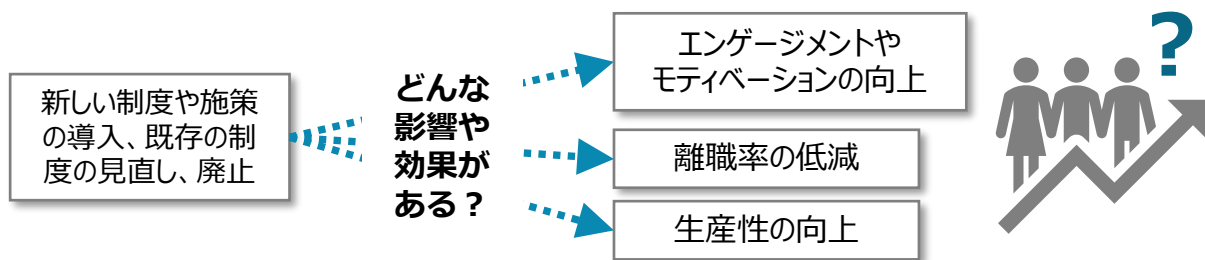 新しい制度や施策
の導入、既存の制
度の見直し、廃止
どんな
影響や
効果が
ある？
エンゲージメントや
モティベーションの向上
離職率の低減
生産性の向上
?